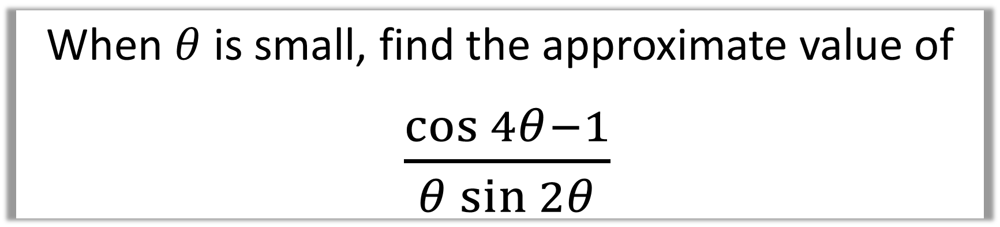 When θ is small, find the approximate value of
cos 4θ−1
θ sin 2θ